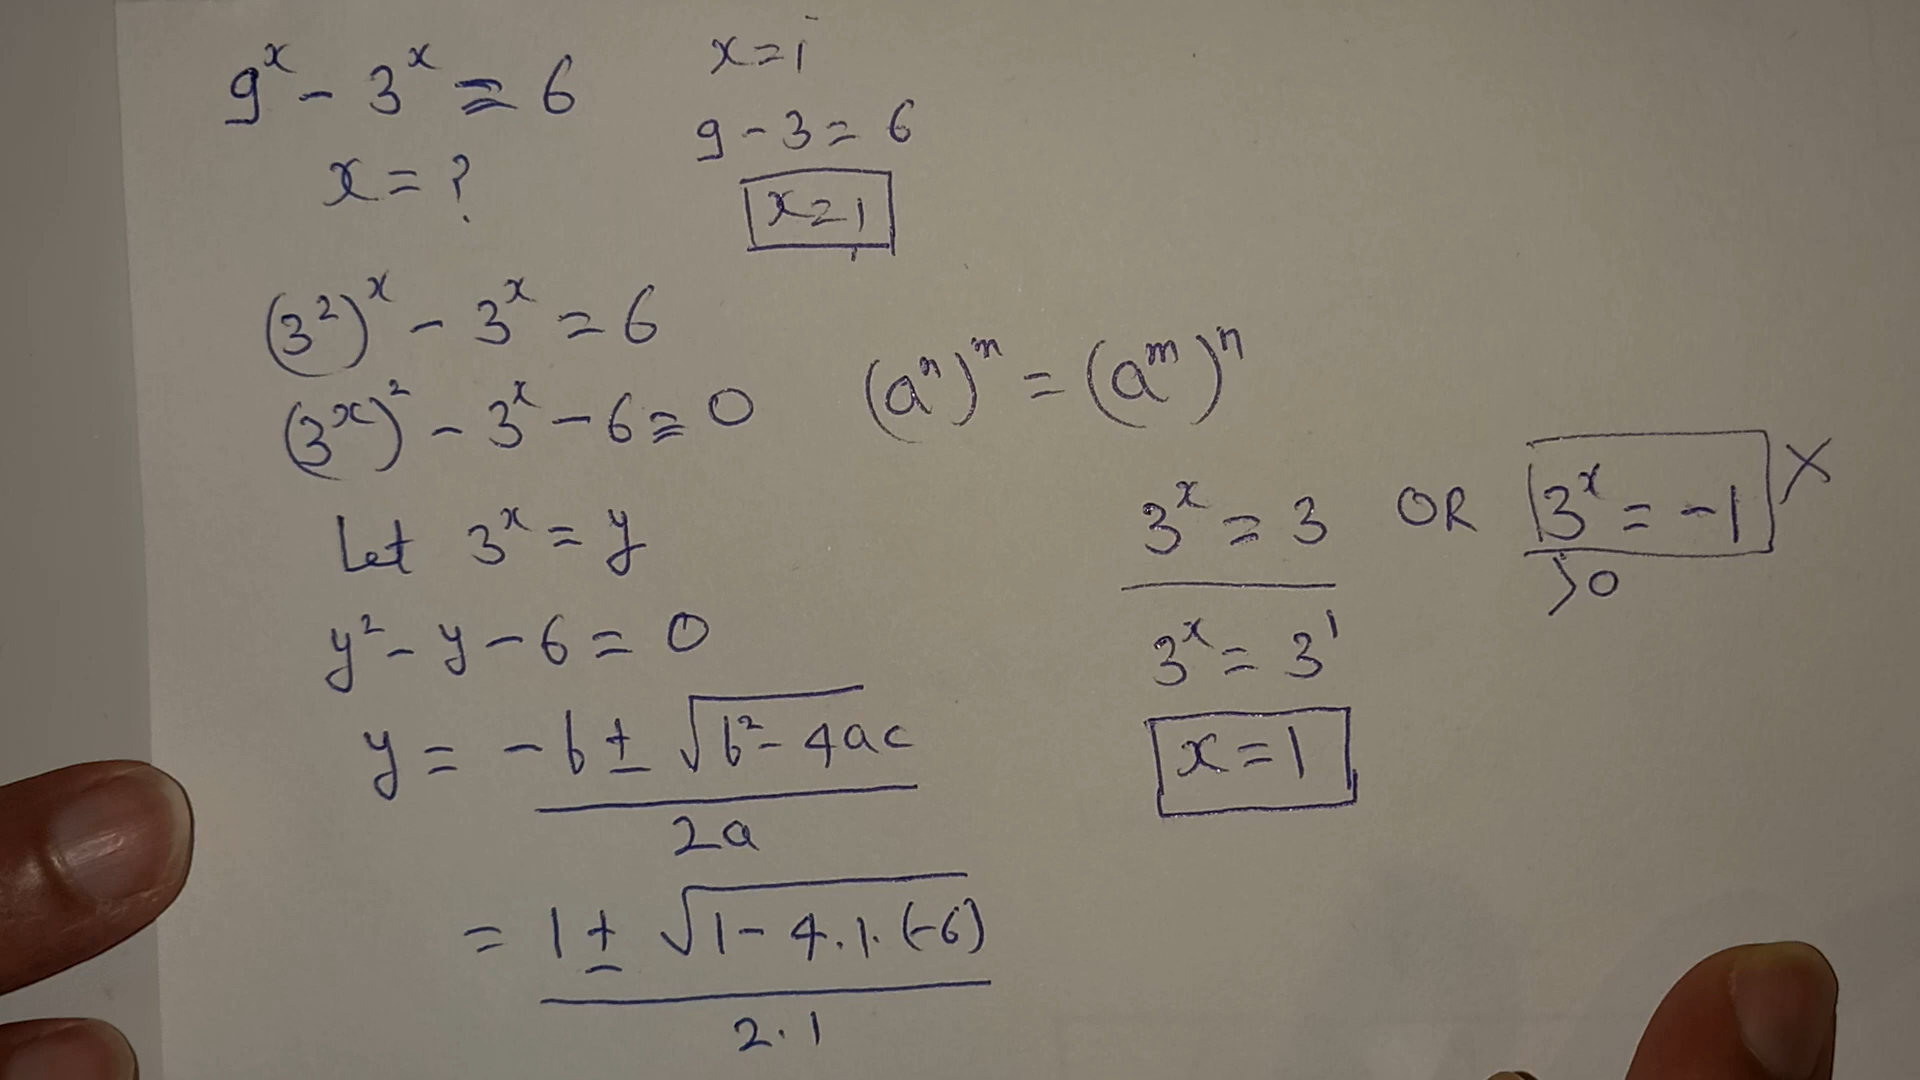 9^x - 3^x = 6
x = ?
x = 1
9 - 3 = 6
x = 1
(3^2)^x - 3^x = 6
(3^x)^2 - 3^x - 6 = 0
(a^n)^m = (a^m)^n
Let 3^x = y
y^2 - y - 6 = 0
y = -b ± √(b^2 - 4ac)
2a
= 1 ± √(1 - 4.1.(-6))
2.1
3^x = 3 OR 3^x = -1 X
>0
3^x = 3^1
x = 1